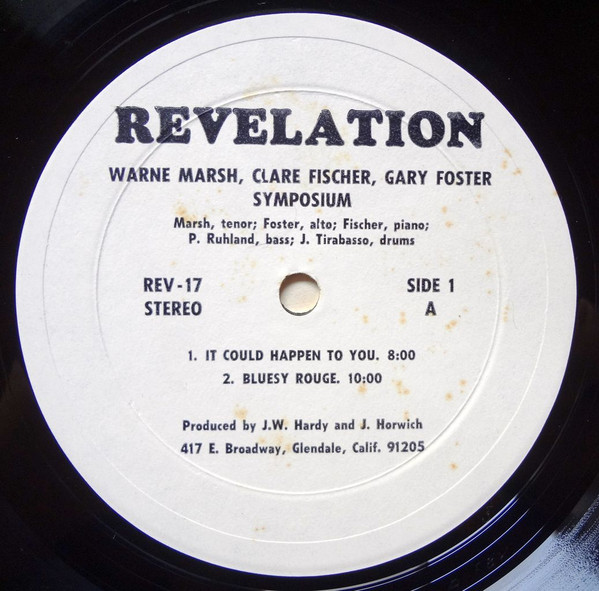 REVELATION
WARNE MARSH, CLARE FISCHER, GARY FOSTER
SYMPOSIUM
Marsh, tenor; Foster, alto; Fischer, piano;
P. Ruhland, bass; J. Tirabasso, drums
REV-17 SIDE 1
STEREO A
1. IT COULD HAPPEN TO YOU. 8:00
2. BLUESY ROUGE. 10:00
Produced by J.W. Hardy and J. Horwich
417 E. Broadway, Glendale, Calif. 91205